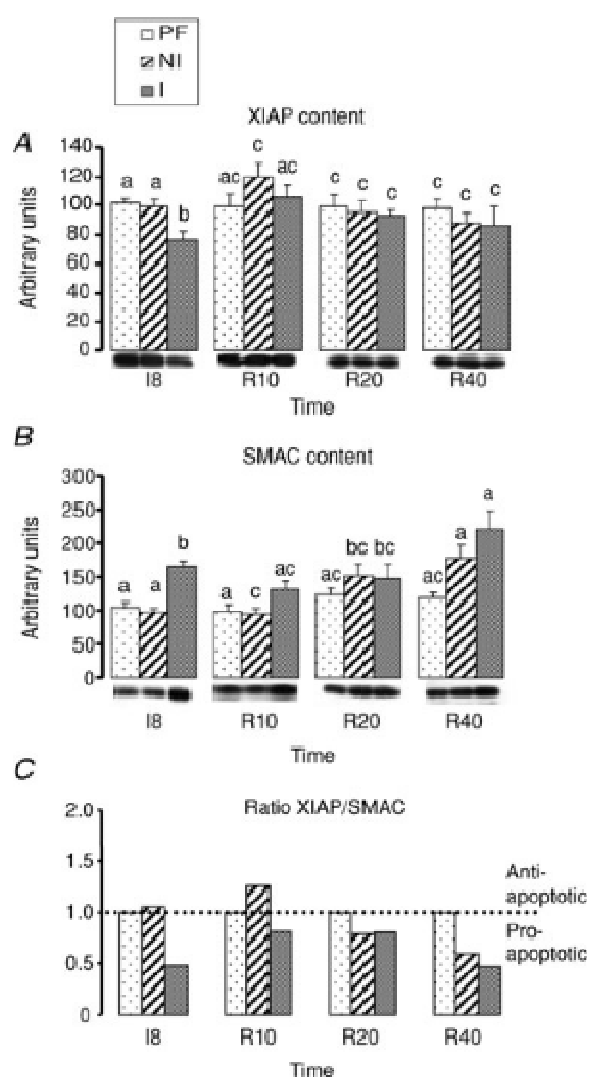 PF
NII
I
XIAP content
A
140
120
100
80
60
40
20
0
Arbitrary units
a a b
ac c ac
c c c
c c c
I8 R10 R20 R40
Time
B
SMAC content
300
250
200
150
100
50
0
Arbitrary units
a a b
a c ac
ac bc bc
ac a a
I8 R10 R20 R40
Time
C
Ratio XIAP/SMAC
2.0
1.5
1.0
0.5
0
Anti-
apoptotic
Pro-
apoptotic
I8 R10 R20 R40
Time